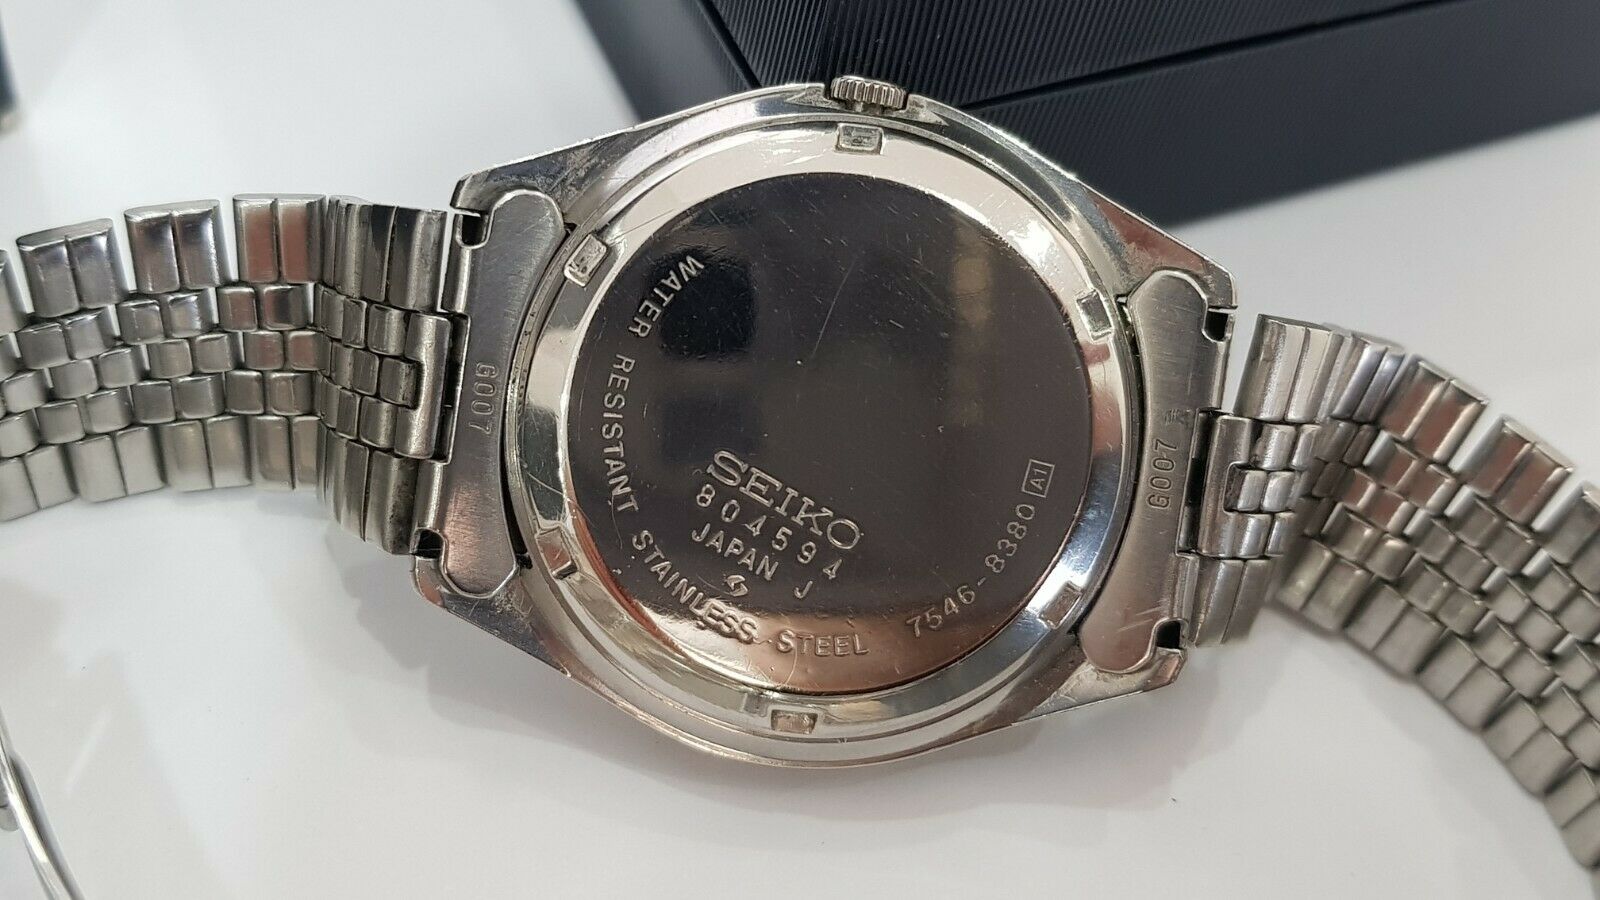 WATER RESISTANT STAINLESS STEEL 7546-8380 A1
SEIKO
804594
JAPAN J
G007
G007